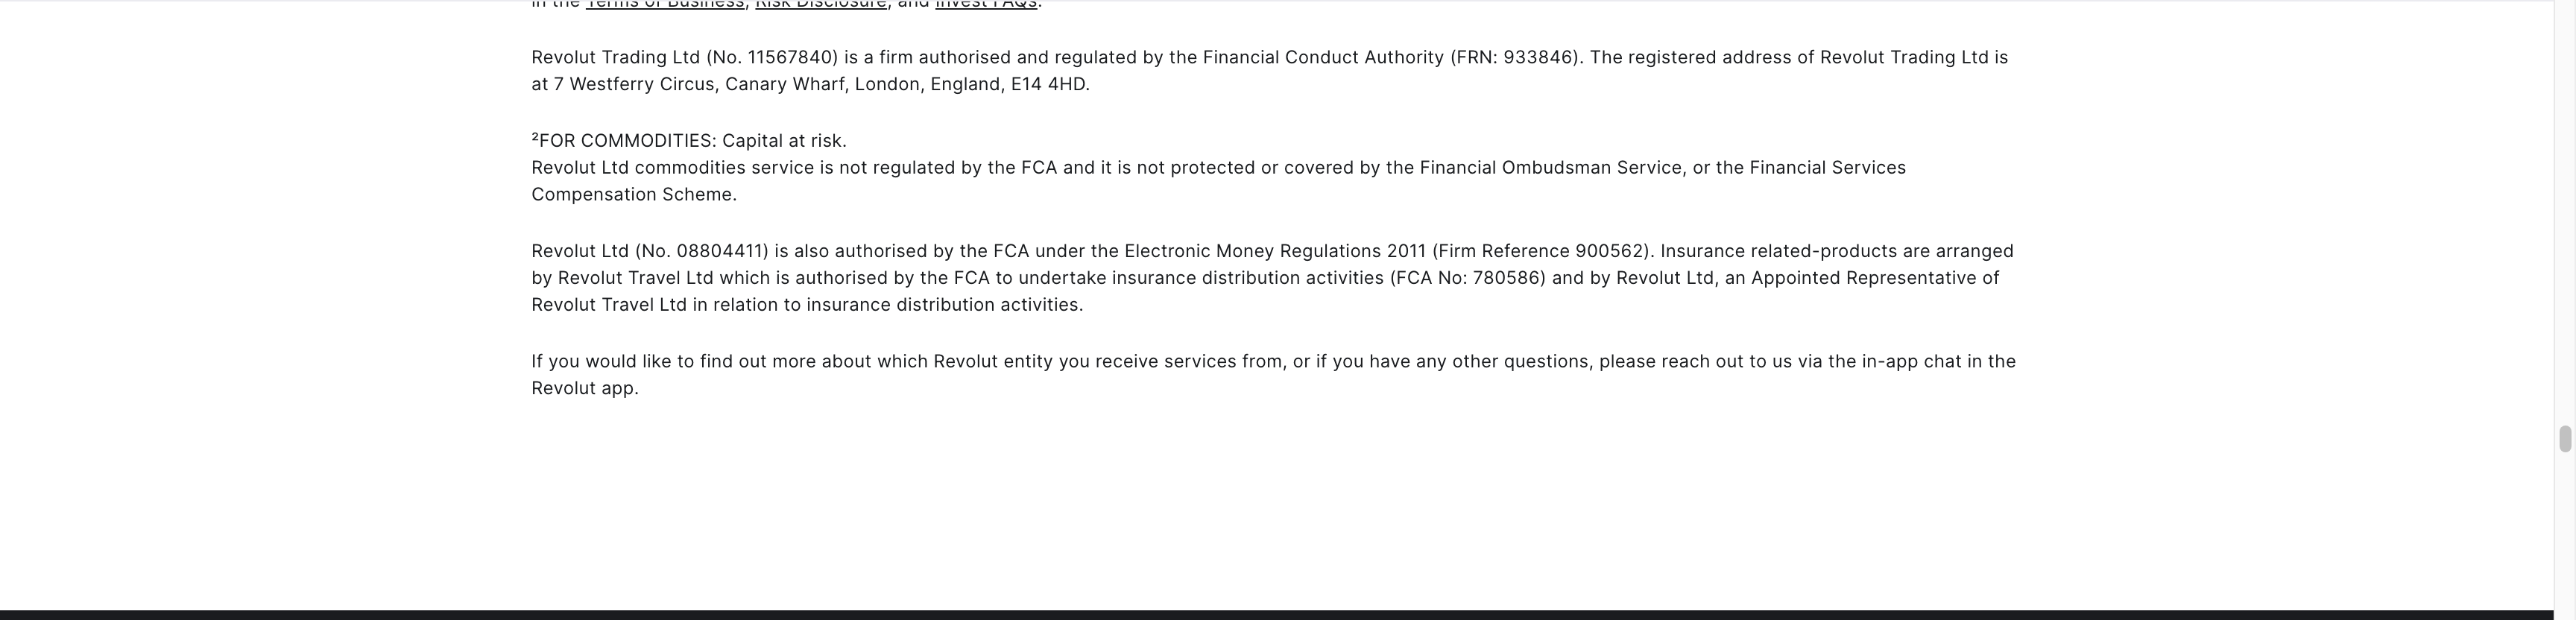 in the Terms of Business, Risk Disclosure, and Invest FAQs.
Revolut Trading Ltd (No. 11567840) is a firm authorised and regulated by the Financial Conduct Authority (FRN: 933846). The registered address of Revolut Trading Ltd is
at 7 Westferry Circus, Canary Wharf, London, England, E14 4HD.
²FOR COMMODITIES: Capital at risk.
Revolut Ltd commodities service is not regulated by the FCA and it is not protected or covered by the Financial Ombudsman Service, or the Financial Services
Compensation Scheme.
Revolut Ltd (No. 08804411) is also authorised by the FCA under the Electronic Money Regulations 2011 (Firm Reference 900562). Insurance related-products are arranged
by Revolut Travel Ltd which is authorised by the FCA to undertake insurance distribution activities (FCA No: 780586) and by Revolut Ltd, an Appointed Representative of
Revolut Travel Ltd in relation to insurance distribution activities.
If you would like to find out more about which Revolut entity you receive services from, or if you have any other questions, please reach out to us via the in-app chat in the
Revolut app.